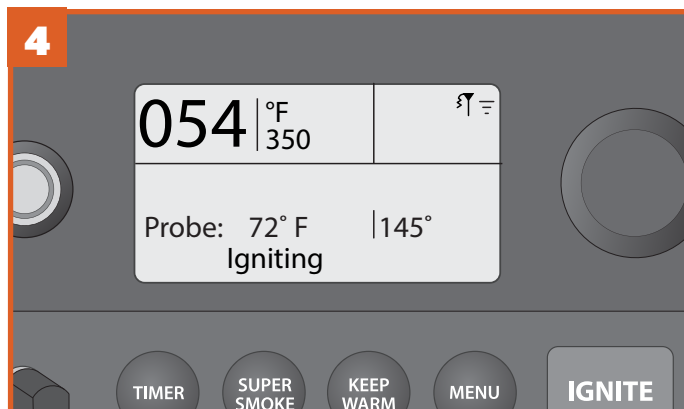 4
054 °F
350
Probe: 72° F 145°
Igniting
TIMER
SUPER
SMOKE
KEEP
WARM
MENU
IGNITE